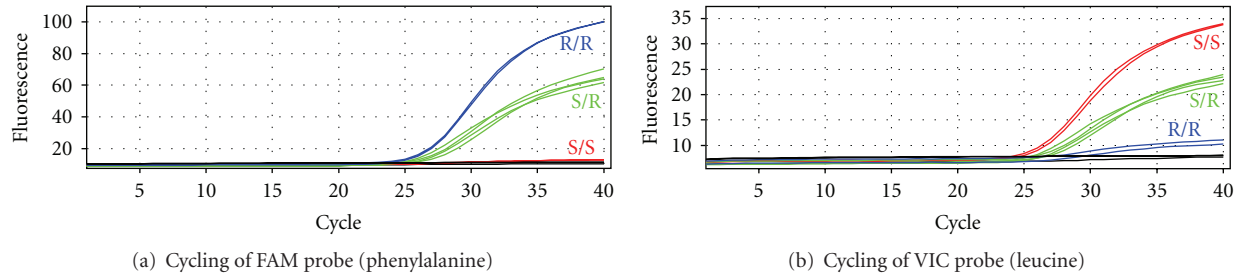 Fluorescence
100
80
60
40
20
R/R
S/R
S/S
5 10 15 20 25 30 35 40
Cycle
(a) Cycling of FAM probe (phenylalanine)
Fluorescence
35
30
25
20
15
10
S/S
S/R
R/R
5 10 15 20 25 30 35 40
Cycle
(b) Cycling of VIC probe (leucine)